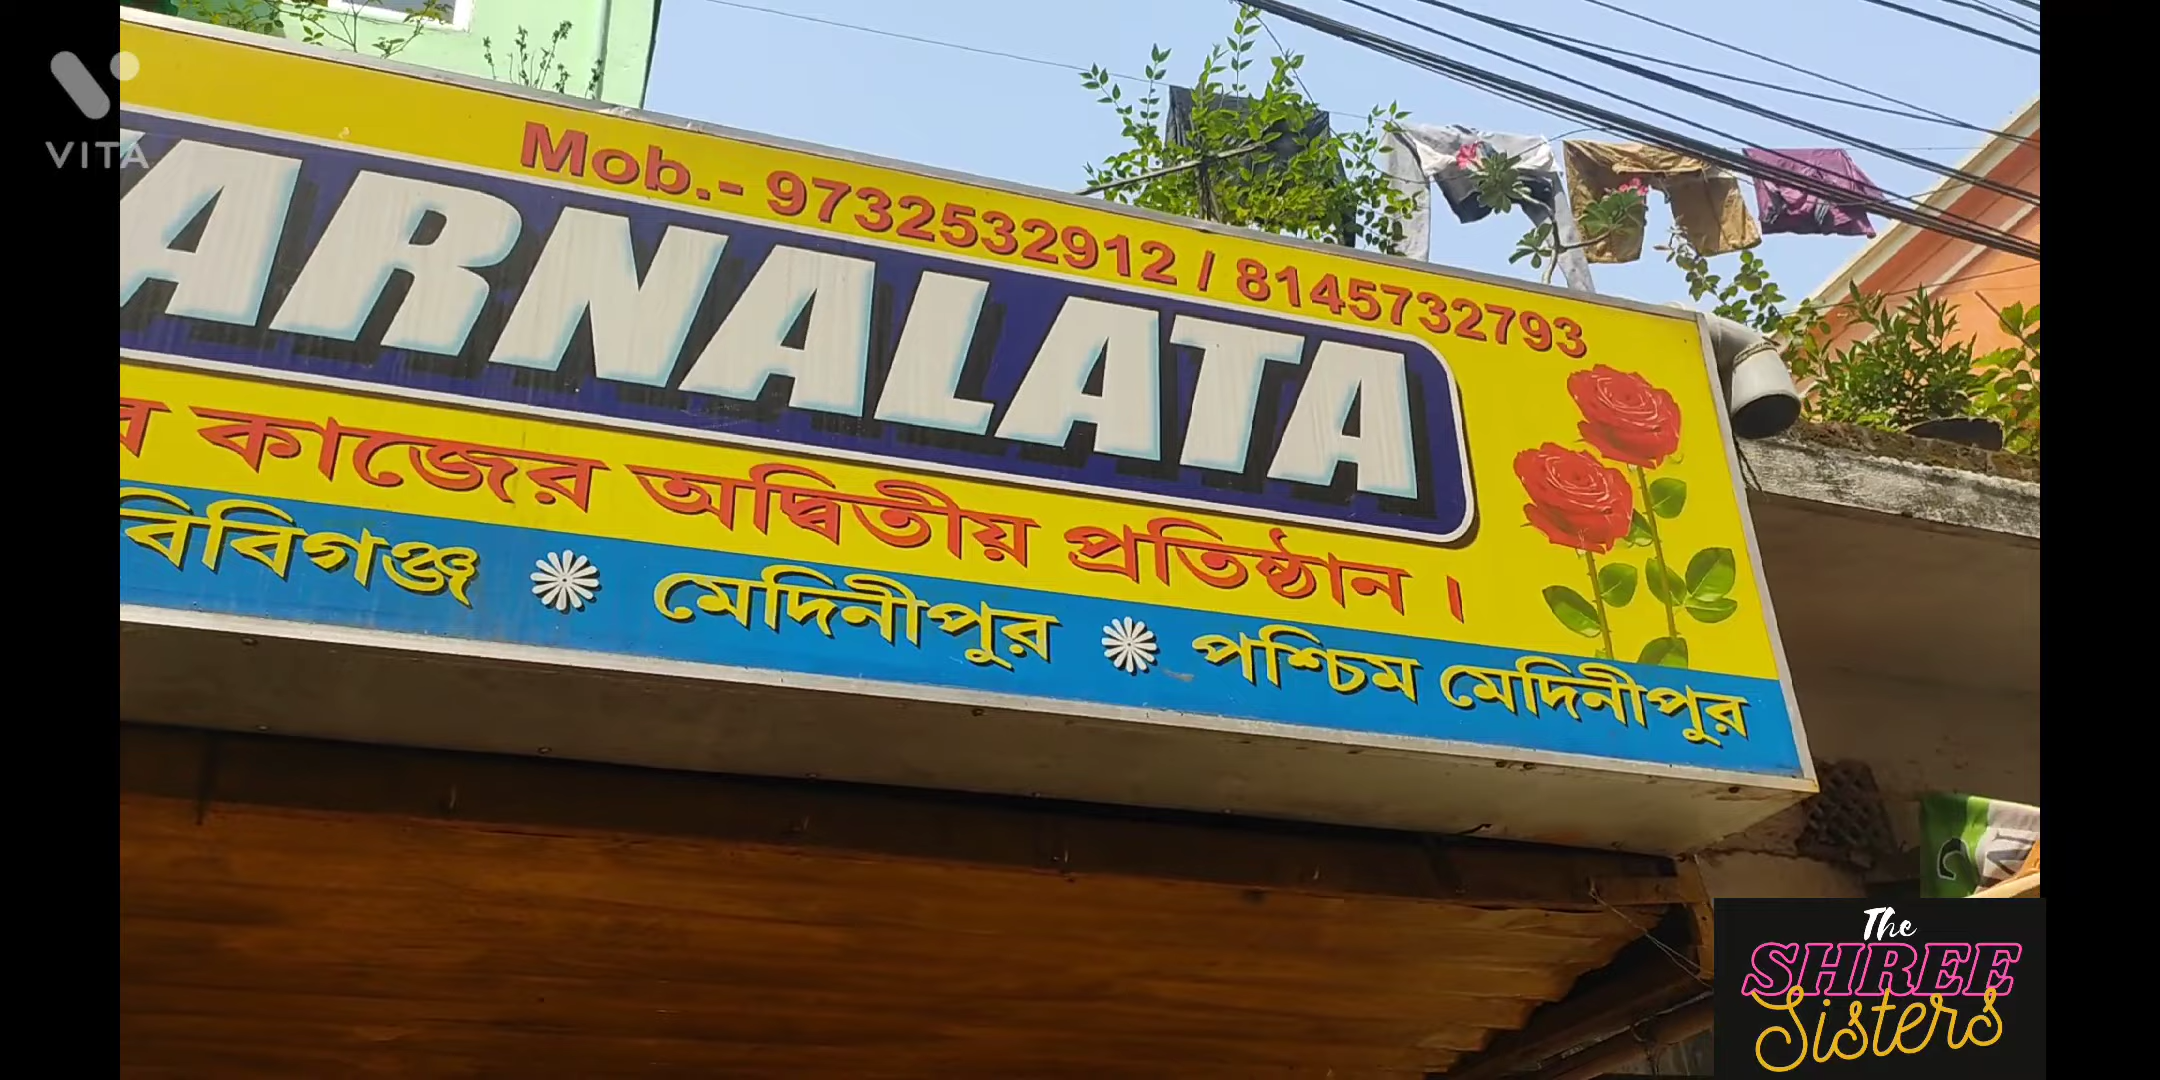 VITA
Mob.- 9732532912 / 8145732793
ARNALATA
র কাজের অদ্বিতীয় প্রতিষ্ঠান ।
বিবিগঞ্জ মেদিনীপুর পশ্চিম মেদিনীপুর
The
SHREE
Sisters